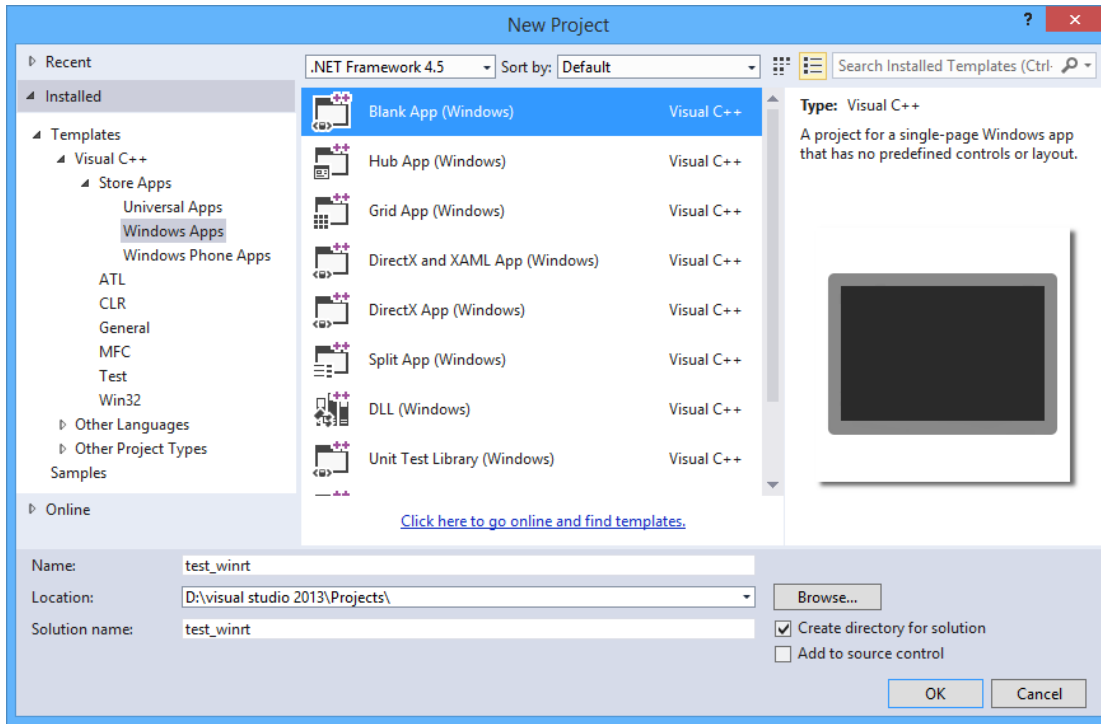 New Project
?
×
Recent
.NET Framework 4.5
Sort by:
Default
Search Installed Templates (Ctrl-
Installed
Templates
Visual C++
Store Apps
Universal Apps
Windows Apps
Windows Phone Apps
ATL
CLR
General
MFC
Test
Win32
Other Languages
Other Project Types
Samples
Online
Blank App (Windows) Visual C++
Hub App (Windows) Visual C++
Grid App (Windows) Visual C++
DirectX and XAML App (Windows) Visual C++
DirectX App (Windows) Visual C++
Split App (Windows) Visual C++
DLL (Windows) Visual C++
Unit Test Library (Windows) Visual C++
Click here to go online and find templates.
Type: Visual C++
A project for a single-page Windows app
that has no predefined controls or layout.
Name: test_winrt
Location: D:\visual studio 2013\Projects\
Browse...
Solution name: test_winrt
Create directory for solution
Add to source control
OK
Cancel